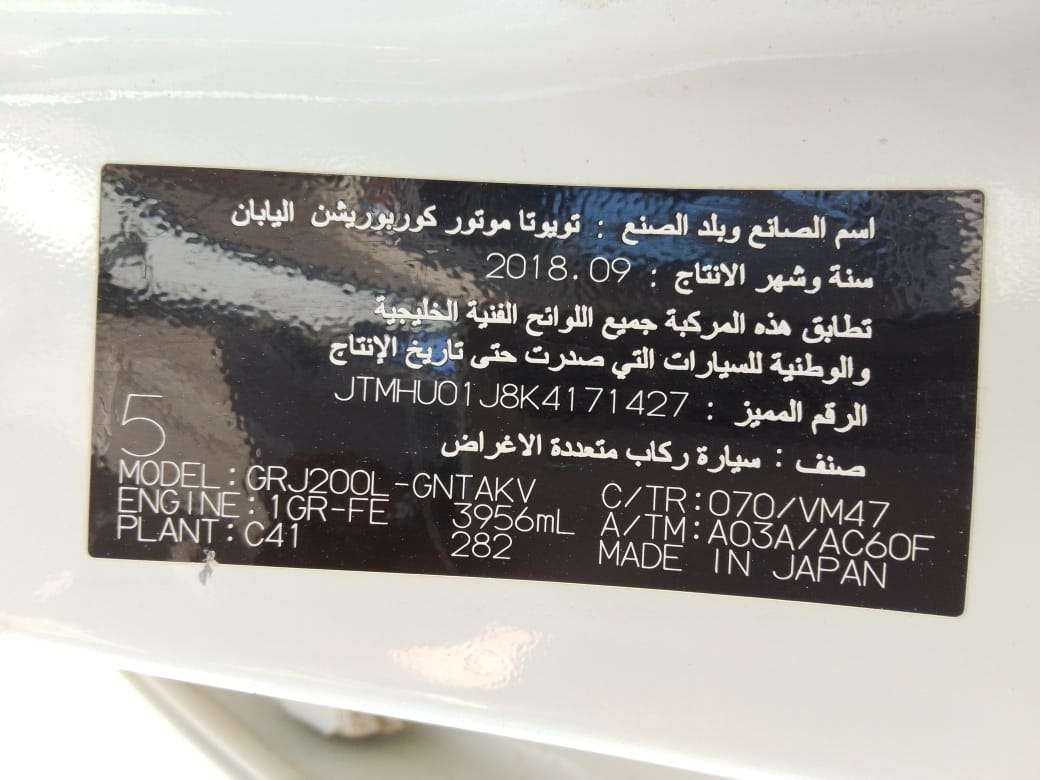 اسم الصانع وبلد الصنع : تويوتا موتور كوربوريشن اليابان
سنة وشهر الانتاج : 2018.09
تطابق هذه المركبة جميع اللوائح الفنية الخليجية
والوطنية للسيارات التي صدرت حتى تاريخ الإنتاج
الرقم المميز : JTMHU01J8K4171427
صنف : سيارة ركاب متعددة الاغراض
5
MODEL:GRJ200L-GNTAKV C/TR:070/VM47
ENGINE:1GR-FE 3956mL A/TM:A03A/AC60F
PLANT:C41 282 MADE IN JAPAN